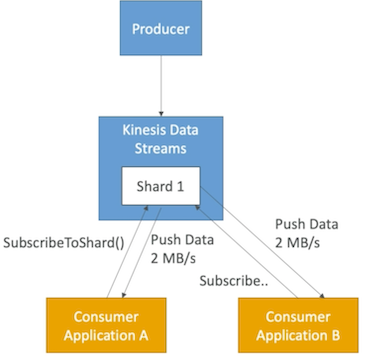 Producer
Kinesis Data
Streams
Shard 1
SubscribeToShard()
Push Data
2 MB/s
Push Data
2 MB/s
Subscribe..
Consumer
Application A
Consumer
Application B